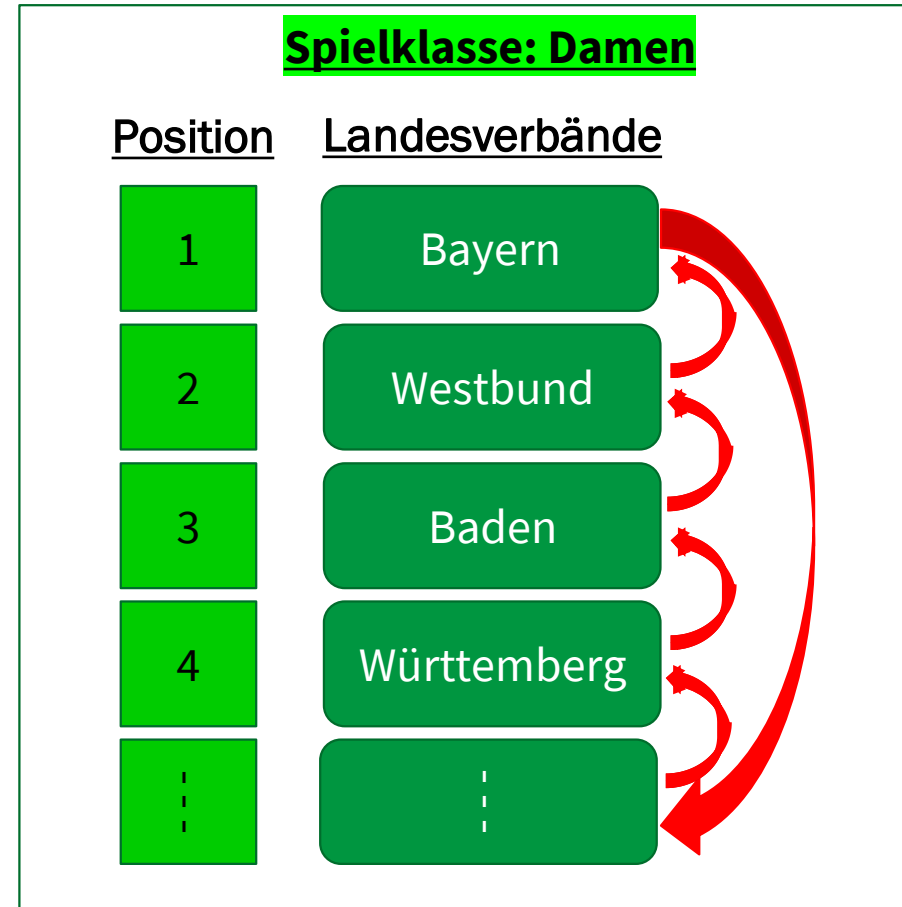 Spielklasse: Damen
Position Landesverbände
1 Bayern
2 Westbund
3 Baden
4 Württemberg